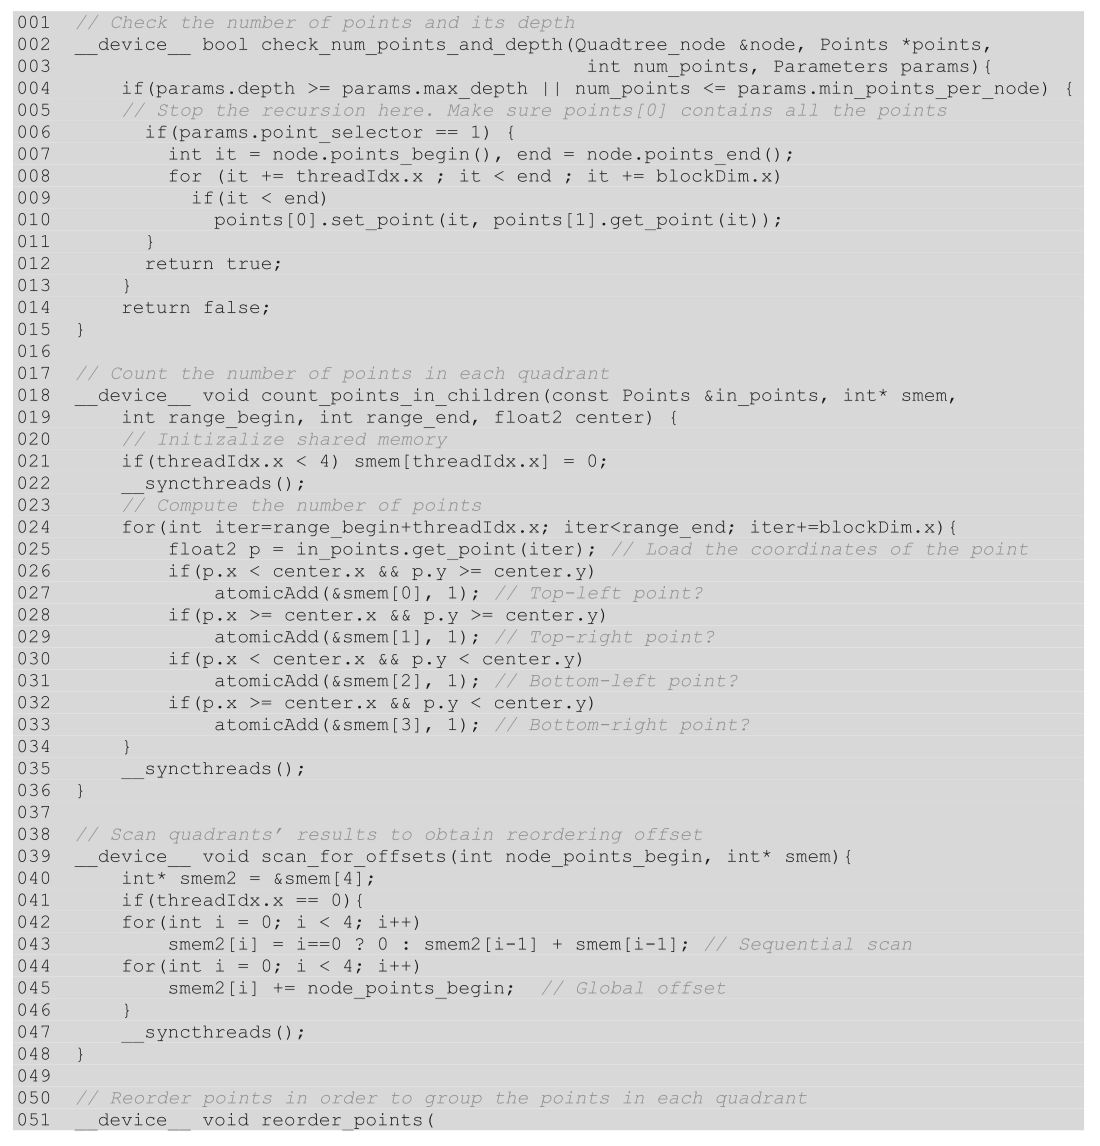 001 // Check the number of points and its depth
002 __device__ bool check_num_points_and_depth(Quadtree_node &node, Points *points,
003 int num_points, Parameters params){
004 if(params.depth >= params.max_depth || num_points <= params.min_points_per_node) {
005 // Stop the recursion here. Make sure points[0] contains all the points
006 if(params.point_selector == 1) {
007 int it = node.points_begin(), end = node.points_end();
008 for (it += threadIdx.x ; it < end ; it += blockDim.x)
009 if(it < end)
010 points[0].set_point(it, points[1].get_point(it));
011 }
012 return true;
013 }
014 return false;
015 }
016
017 // Count the number of points in each quadrant
018 __device__ void count_points_in_children(const Points &in_points, int* smem,
019 int range_begin, int range_end, float2 center) {
020 // Initizalize shared memory
021 if(threadIdx.x < 4) smem[threadIdx.x] = 0;
022 __syncthreads();
023 // Compute the number of points
024 for(int iter=range_begin+threadIdx.x; iter<range_end; iter+=blockDim.x){
025 float2 p = in_points.get_point(iter); // Load the coordinates of the point
026 if(p.x < center.x && p.y >= center.y)
027 atomicAdd(&smem[0], 1); // Top-left point?
028 if(p.x >= center.x && p.y >= center.y)
029 atomicAdd(&smem[1], 1); // Top-right point?
030 if(p.x < center.x && p.y < center.y)
031 atomicAdd(&smem[2], 1); // Bottom-left point?
032 if(p.x >= center.x && p.y < center.y)
033 atomicAdd(&smem[3], 1); // Bottom-right point?
034 }
035 __syncthreads();
036 }
037
038 // Scan quadrants’ results to obtain reordering offset
039 __device__ void scan_for_offsets(int node_points_begin, int* smem){
040 int* smem2 = &smem[4];
041 if(threadIdx.x == 0){
042 for(int i = 0; i < 4; i++)
043 smem2[i] = i==0 ? 0 : smem2[i-1] + smem[i-1]; // Sequential scan
044 for(int i = 0; i < 4; i++)
045 smem2[i] += node_points_begin; // Global offset
046 }
047 __syncthreads();
048 }
049
050 // Reorder points in order to group the points in each quadrant
051 __device__ void reorder_points(